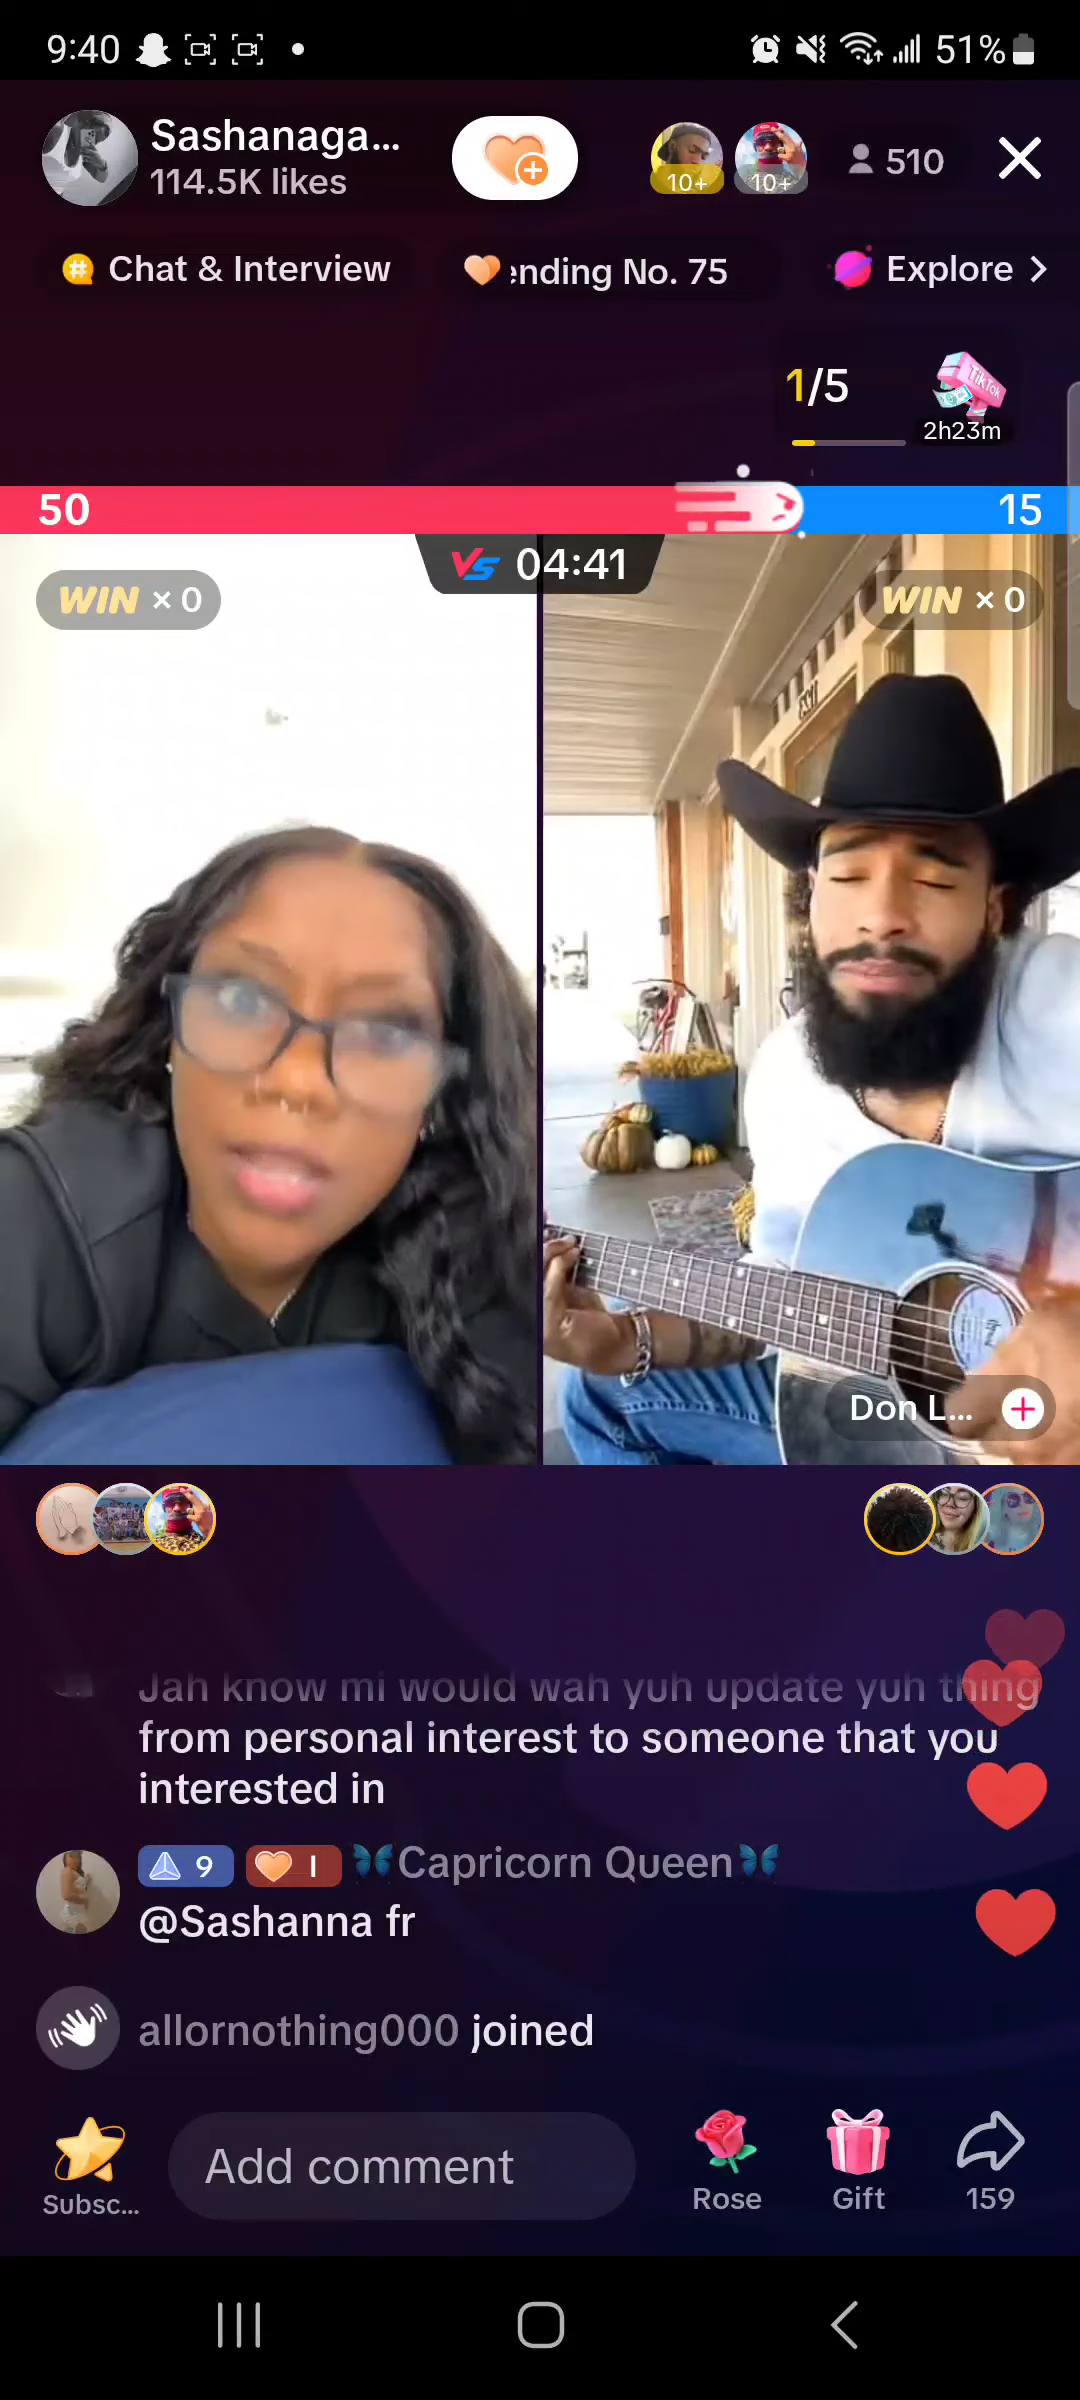 9:40
51%
Sashanaga...
114.5K likes
10+
10+
510
Chat & Interview
ending No. 75
Explore
1/5
TikTok
2h23m
50
15
VS 04:41
WIN × 0
WIN × 0
Don L...
Jah know mi would wah yuh update yuh thing
from personal interest to someone that you
interested in
9 I 🦋Capricorn Queen🦋
@Sashanna fr
allornothing000 joined
Subsc...
Add comment
Rose
Gift
159